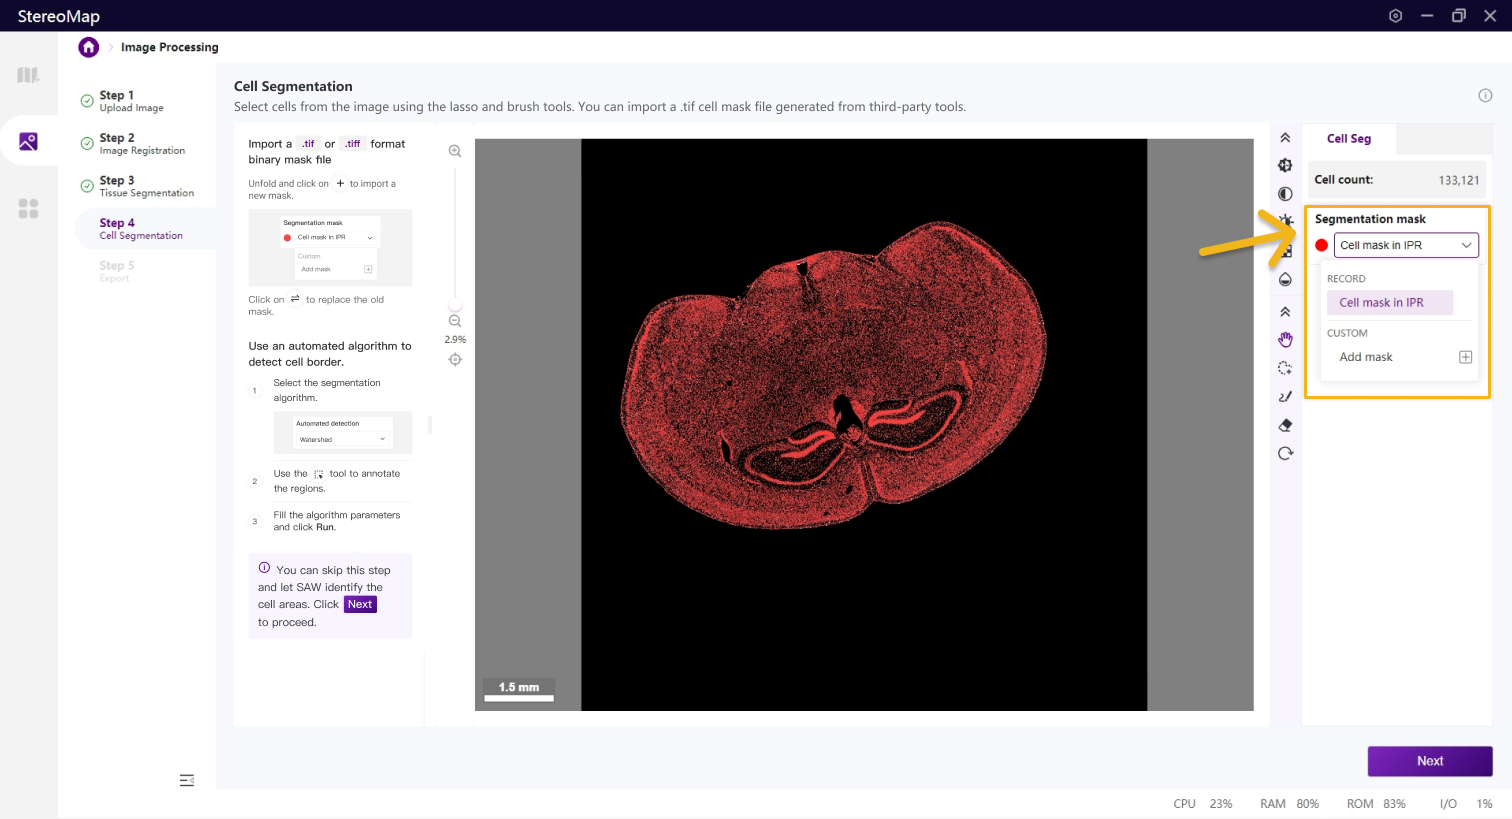 StereoMap
Image Processing
Step 1
Upload Image
Step 2
Image Registration
Step 3
Tissue Segmentation
Step 4
Cell Segmentation
Step 5
Export
Cell Segmentation
Select cells from the image using the lasso and brush tools. You can import a .tif cell mask file generated from third-party tools.
Import a .tif or .tiff format
binary mask file
Unfold and click on + to import a
new mask.
Segmentation mask
Cell mask in IPR
Custom
Add mask
Click on ⇌ to replace the old
mask.
Use an automated algorithm to
detect cell border.
1 Select the segmentation
algorithm.
Automated detection
Watershed
2 Use the tool to annotate
the regions.
3 Fill the algorithm parameters
and click Run.
You can skip this step
and let SAW identify the
cell areas. Click Next
to proceed.
2.9%
1.5 mm
Cell Seg
Cell count: 133,121
Segmentation mask
Cell mask in IPR
RECORD
Cell mask in IPR
CUSTOM
Add mask
Next
CPU 23% RAM 80% ROM 83% I/O 1%